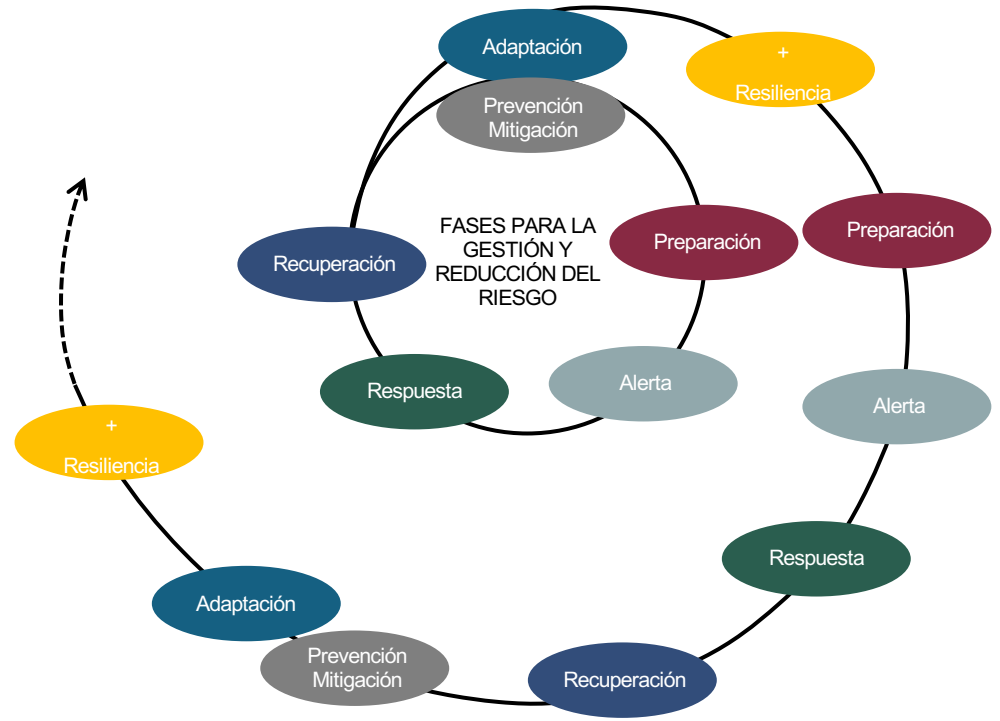 Adaptación
+
Resiliencia
Prevención
Mitigación
FASES PARA LA
GESTIÓN Y
REDUCCIÓN DEL
RIESGO
Preparación
Preparación
Recuperación
Respuesta
Alerta
Alerta
+
Resiliencia
Respuesta
Adaptación
Prevención
Mitigación
Recuperación